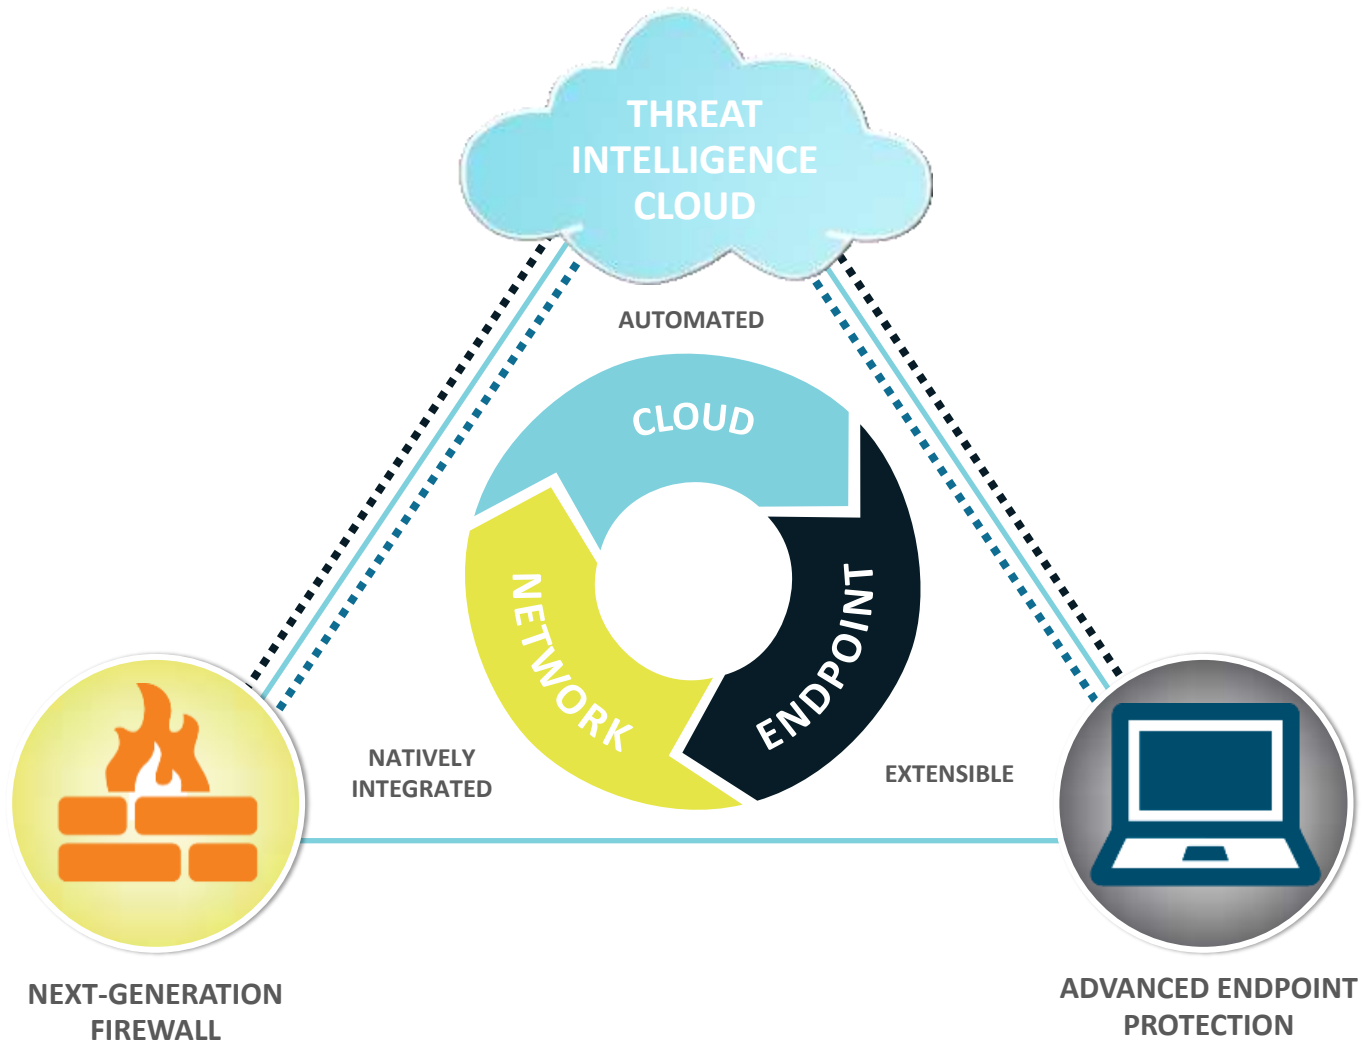 THREAT
INTELLIGENCE
CLOUD
AUTOMATED
CLOUD
NETWORK
ENDPOINT
NATIVELY
INTEGRATED
EXTENSIBLE
NEXT-GENERATION
FIREWALL
ADVANCED ENDPOINT
PROTECTION